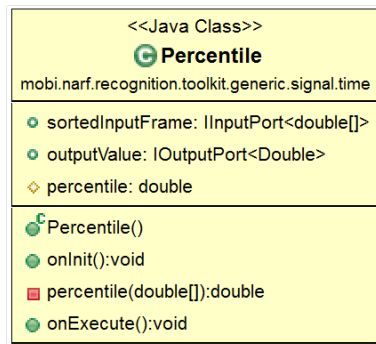 <<Java Class>>
C Percentile
mobi.narf.recognition.toolkit.generic.signal.time
sortedInputFrame: IInputPort<double[]>
outputValue: IOutputPort<Double>
percentile: double
C Percentile()
onInit():void
percentile(double[]):double
onExecute():void